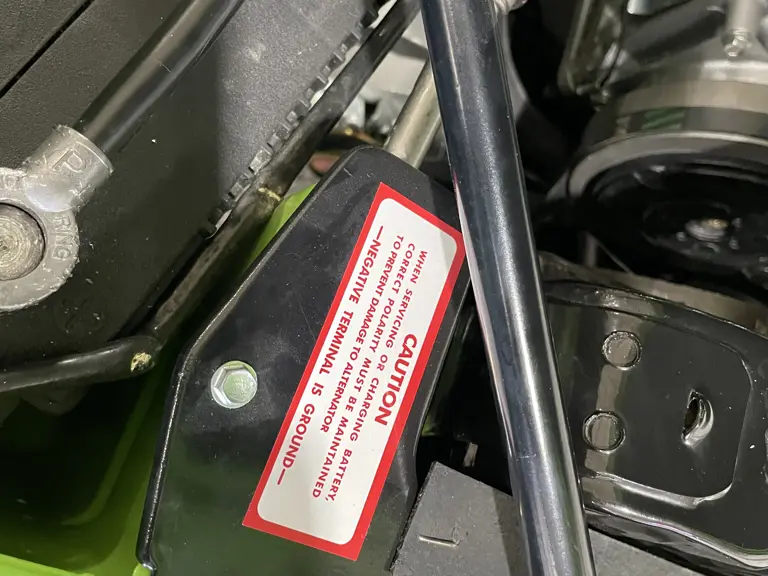 CAUTION
WHEN SERVICING OR CHARGING BATTERY,
CORRECT POLARITY MUST BE MAINTAINED
TO PREVENT DAMAGE TO ALTERNATOR
—NEGATIVE TERMINAL IS GROUND—